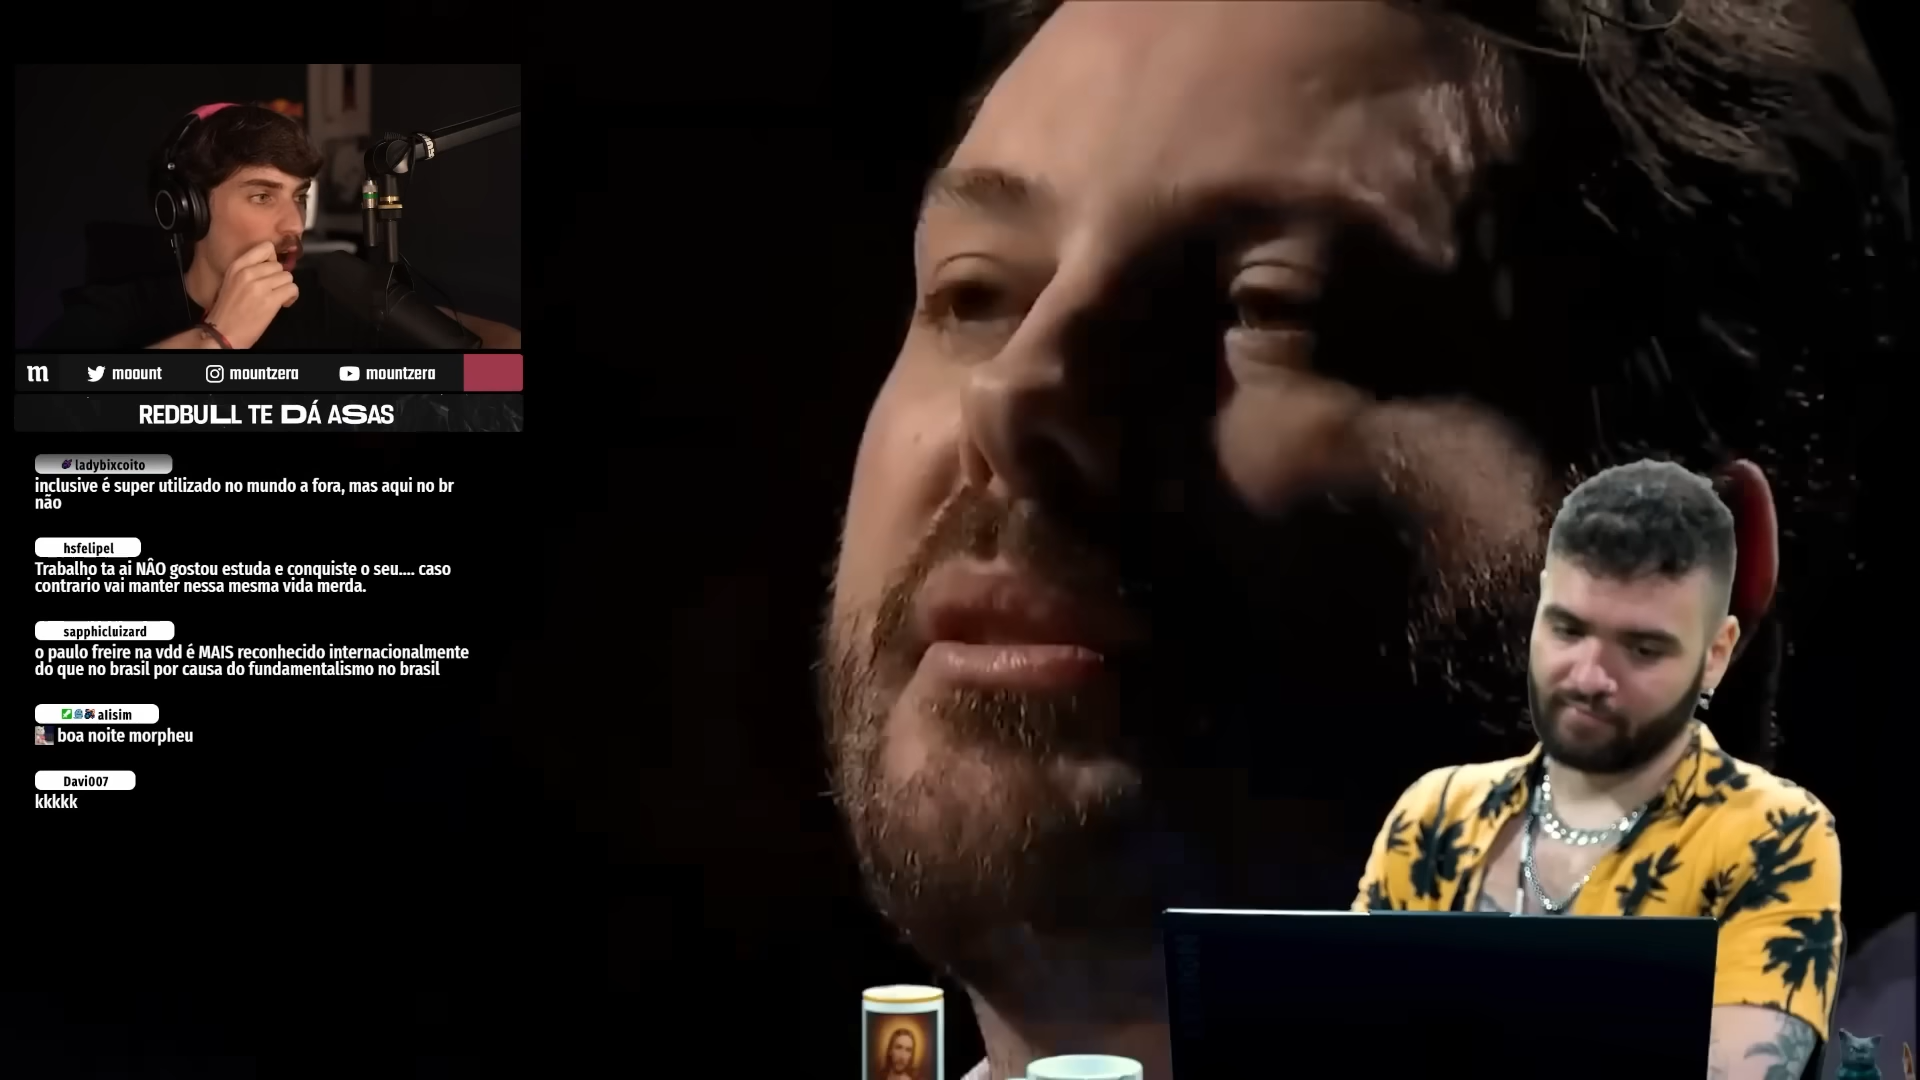 m moount mountzera mountzera
REDBULL TE DÁ ASAS
ladybixcoito
inclusive é super utilizado no mundo a fora, mas aqui no br
não
hsfelipel
Trabalho ta ai NÂO gostou estuda e conquiste o seu.... caso
contrario vai manter nessa mesma vida merda.
sapphicluizard
o paulo freire na vdd é MAIS reconhecido internacionalmente
do que no brasil por causa do fundamentalismo no brasil
alisim
boa noite morpheu
Davi007
kkkkk